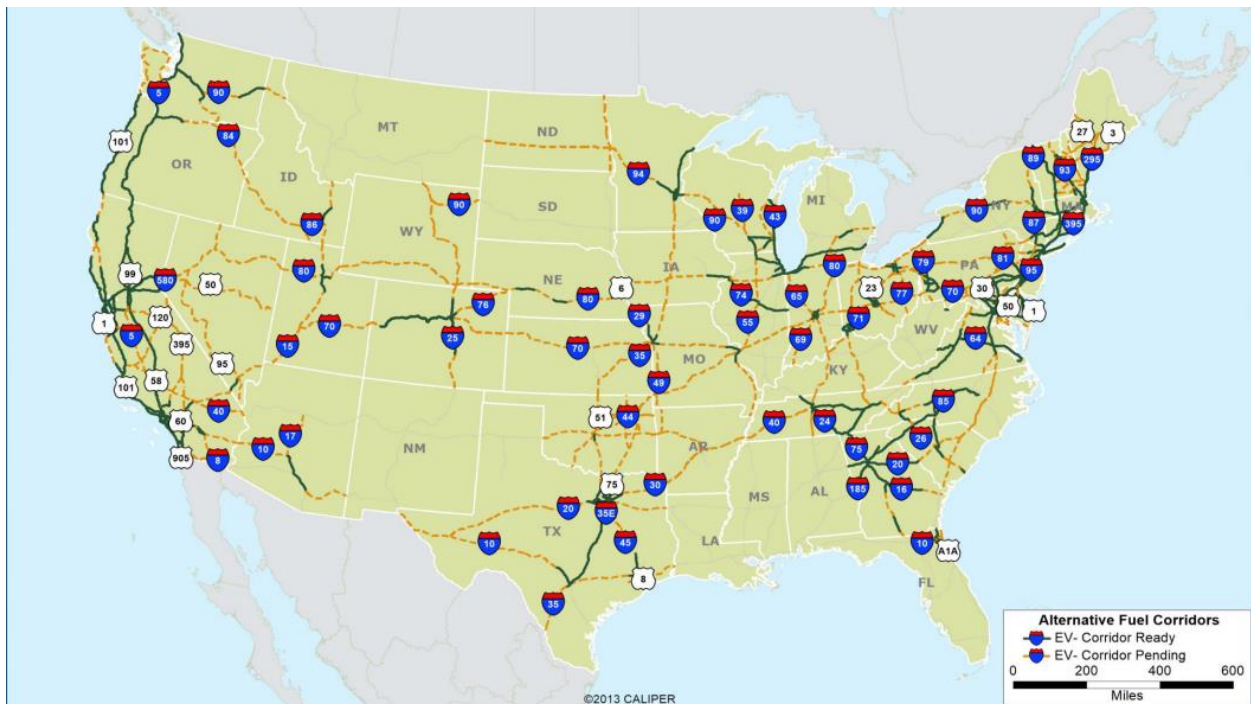 5
90
84
101
MT
ND
OR
ID
94
SD
WY
90
86
80
99
580
50
1
5
120
395
15
70
95
101
58
40
60
905
8
10
17
NM
76
25
NE
6
80
IA
29
70
35
MO
49
51
44
AR
75
30
20
35E
TX
10
45
LA
8
35
90
39
43
MI
74
55
65
80
69
71
KY
23
77
79
70
WV
PA
81
30
95
50
1
64
90
NY
87
89
93
27
3
295
MA
395
40
24
85
26
75
20
MS
AL
185
16
10
A1A
FL
Alternative Fuel Corridors
EV- Corridor Ready
EV- Corridor Pending
0 200 400 600
Miles
©2013 CALIPER